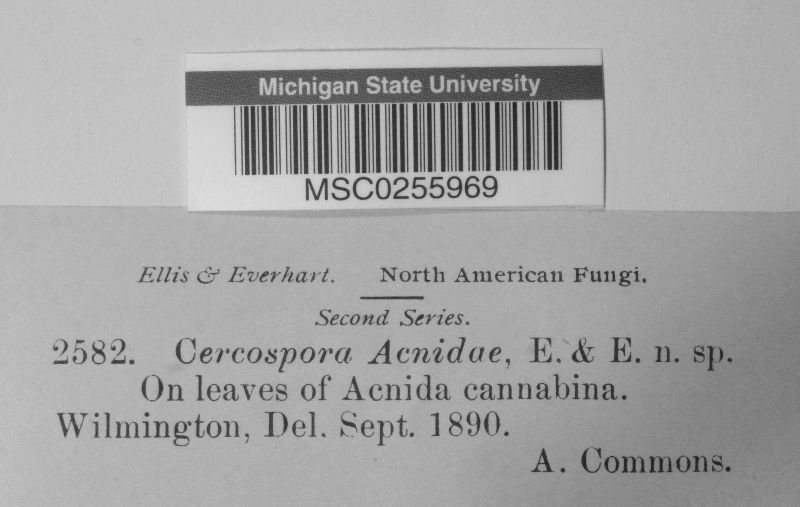 Michigan State University
MSC0255969
Ellis & Everhart. North American Fungi.
Second Series.
2582. Cercospora Acnidae, E. & E. n. sp.
On leaves of Acnida cannabina.
Wilmington, Del. Sept. 1890.
A. Commons.